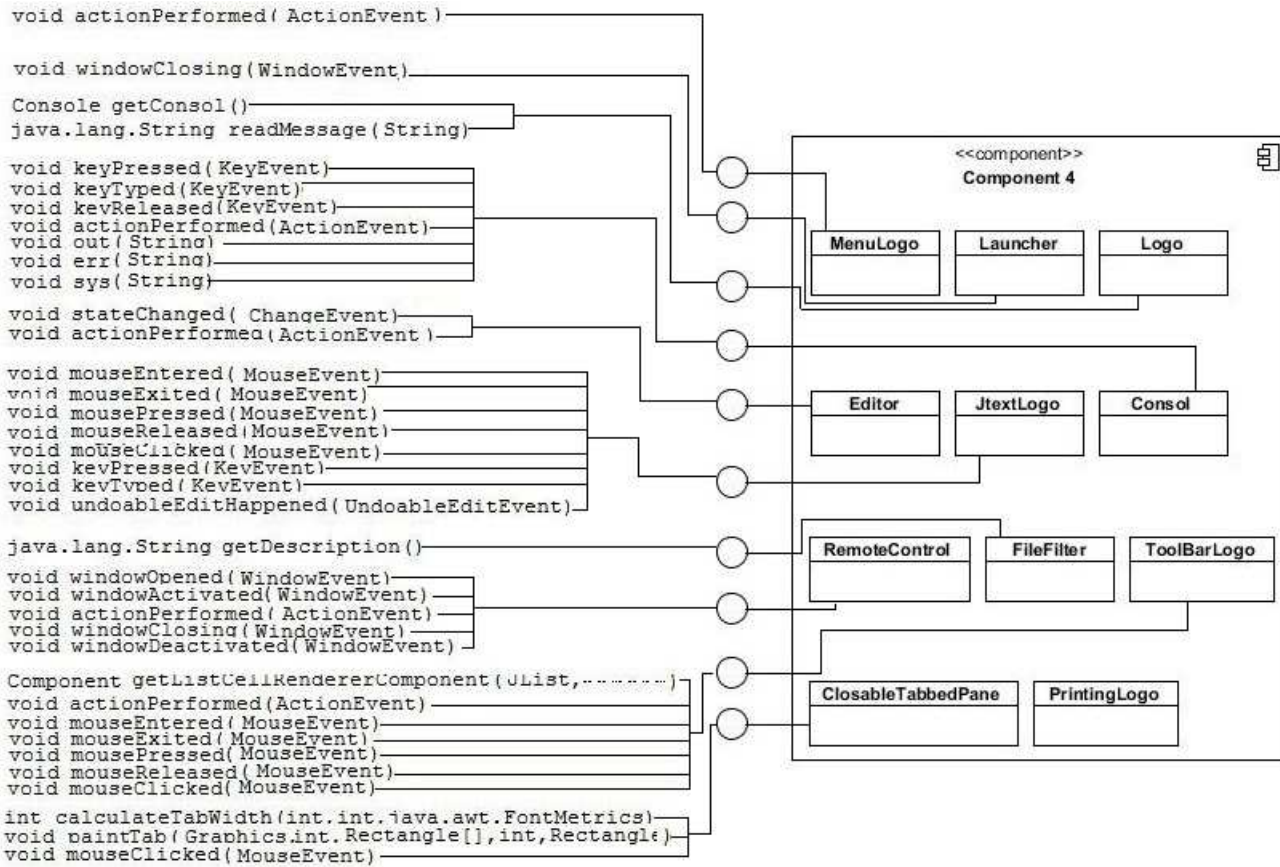 void actionPerformed( ActionEvent )
void windowClosing(WindowEvent)
Console getConsol()
java.lang.String readMessage(String)
void keyPressed(KeyEvent)
void keyTyped(KeyEvent)
void keyReleased(KeyEvent)
void actionPerformed(ActionEvent)
void out(String)
void err(String)
void sys(String)
void stateChanged( ChangeEvent)
void actionPerformed(ActionEvent)
void mouseEntered( MouseEvent)
void mouseExited( MouseEvent)
void mousePressed(MouseEvent)
void mouseReleased(MouseEvent)
void mouseClicked( MouseEvent)
void keyPressed(KeyEvent)
void keyTyped(KeyEvent)
void undoableEditHappened( UndoableEditEvent)
java.lang.String getDescription()
void windowOpened(WindowEvent)
void windowActivated(WindowEvent)
void actionPerformed( ActionEvent)
void windowClosing(WindowEvent)
void windowDeactivated(WindowEvent)
Component getListCellRendererComponent(JList,------)
void actionPerformed(ActionEvent)
void mouseEntered( MouseEvent)
void mouseExited( MouseEvent)
void mousePressed( MouseEvent)
void mouseReleased( MouseEvent)
void mouseClicked( MouseEvent)
int calculateTabWidth(int.int.java.awt.FontMetrics)
void paintTab( Graphics.int. Rectangle[],int,Rectangle)
void mouseClicked(MouseEvent)
<<component>>
Component 4
MenuLogo
Launcher
Logo
Editor
JtextLogo
Consol
RemoteControl
FileFilter
ToolBarLogo
ClosableTabbedPane
PrintingLogo